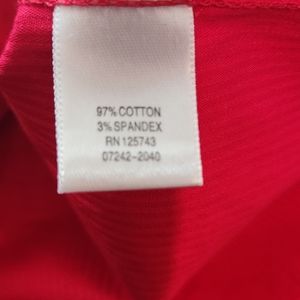 97% COTTON
3% SPANDEX
RN 125743
07242-2040